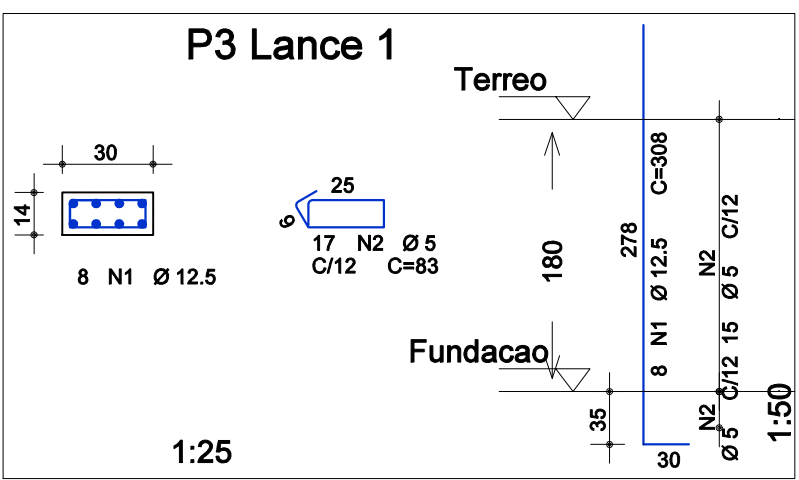 P3 Lance 1
Terreo
30
14
8 N1 Ø 12.5
25
9
17 N2 Ø 5
C/12 C=83
180
278
8 N1 Ø 12.5 C=308
N2
15 Ø 5 C/12
Fundacao
35
30
N2
Ø 5 C/12
1:25
1:50